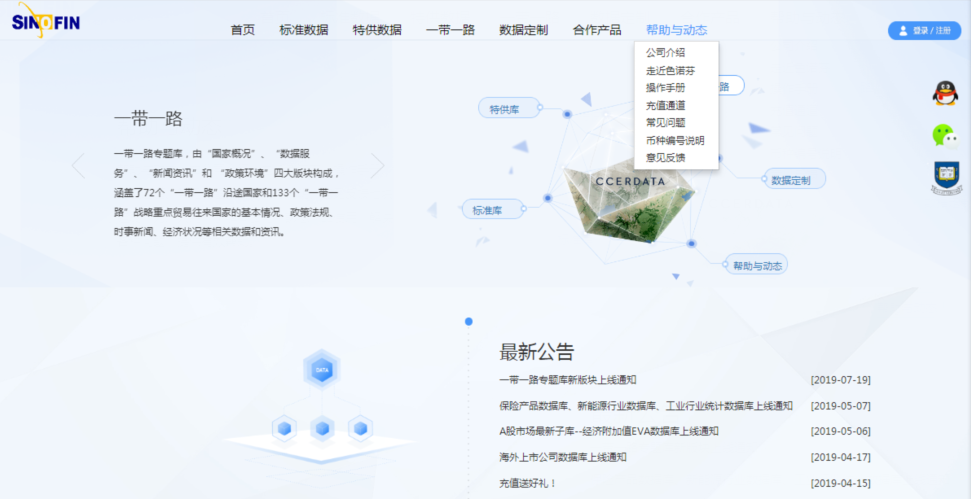 SINOFIN
首页 标准数据 特供数据 一带一路 数据定制 合作产品 帮助与动态
登录 / 注册
公司介绍
走近色诺芬
操作手册
充值通道
常见问题
币种编号说明
意见反馈
一带一路
一带一路专题库，由“国家概况”、“数据服
务”、“新闻资讯”和 “政策环境”四大版块构成，
涵盖了72个“一带一路”沿途国家和133个“一带一
路”战略重点贸易往来国家的基本情况、政策法规、
时事新闻、经济状况等相关数据和资讯。
特供库
路
CCERDATA
数据定制
标准库
帮助与动态
DATA
最新公告
一带一路专题库新版块上线通知 [2019-07-19]
保险产品数据库、新能源行业数据库、工业行业统计数据库上线通知 [2019-05-07]
A股市场最新子库--经济附加值EVA数据库上线通知 [2019-05-06]
海外上市公司数据库上线通知 [2019-04-17]
充值送好礼！ [2019-04-15]